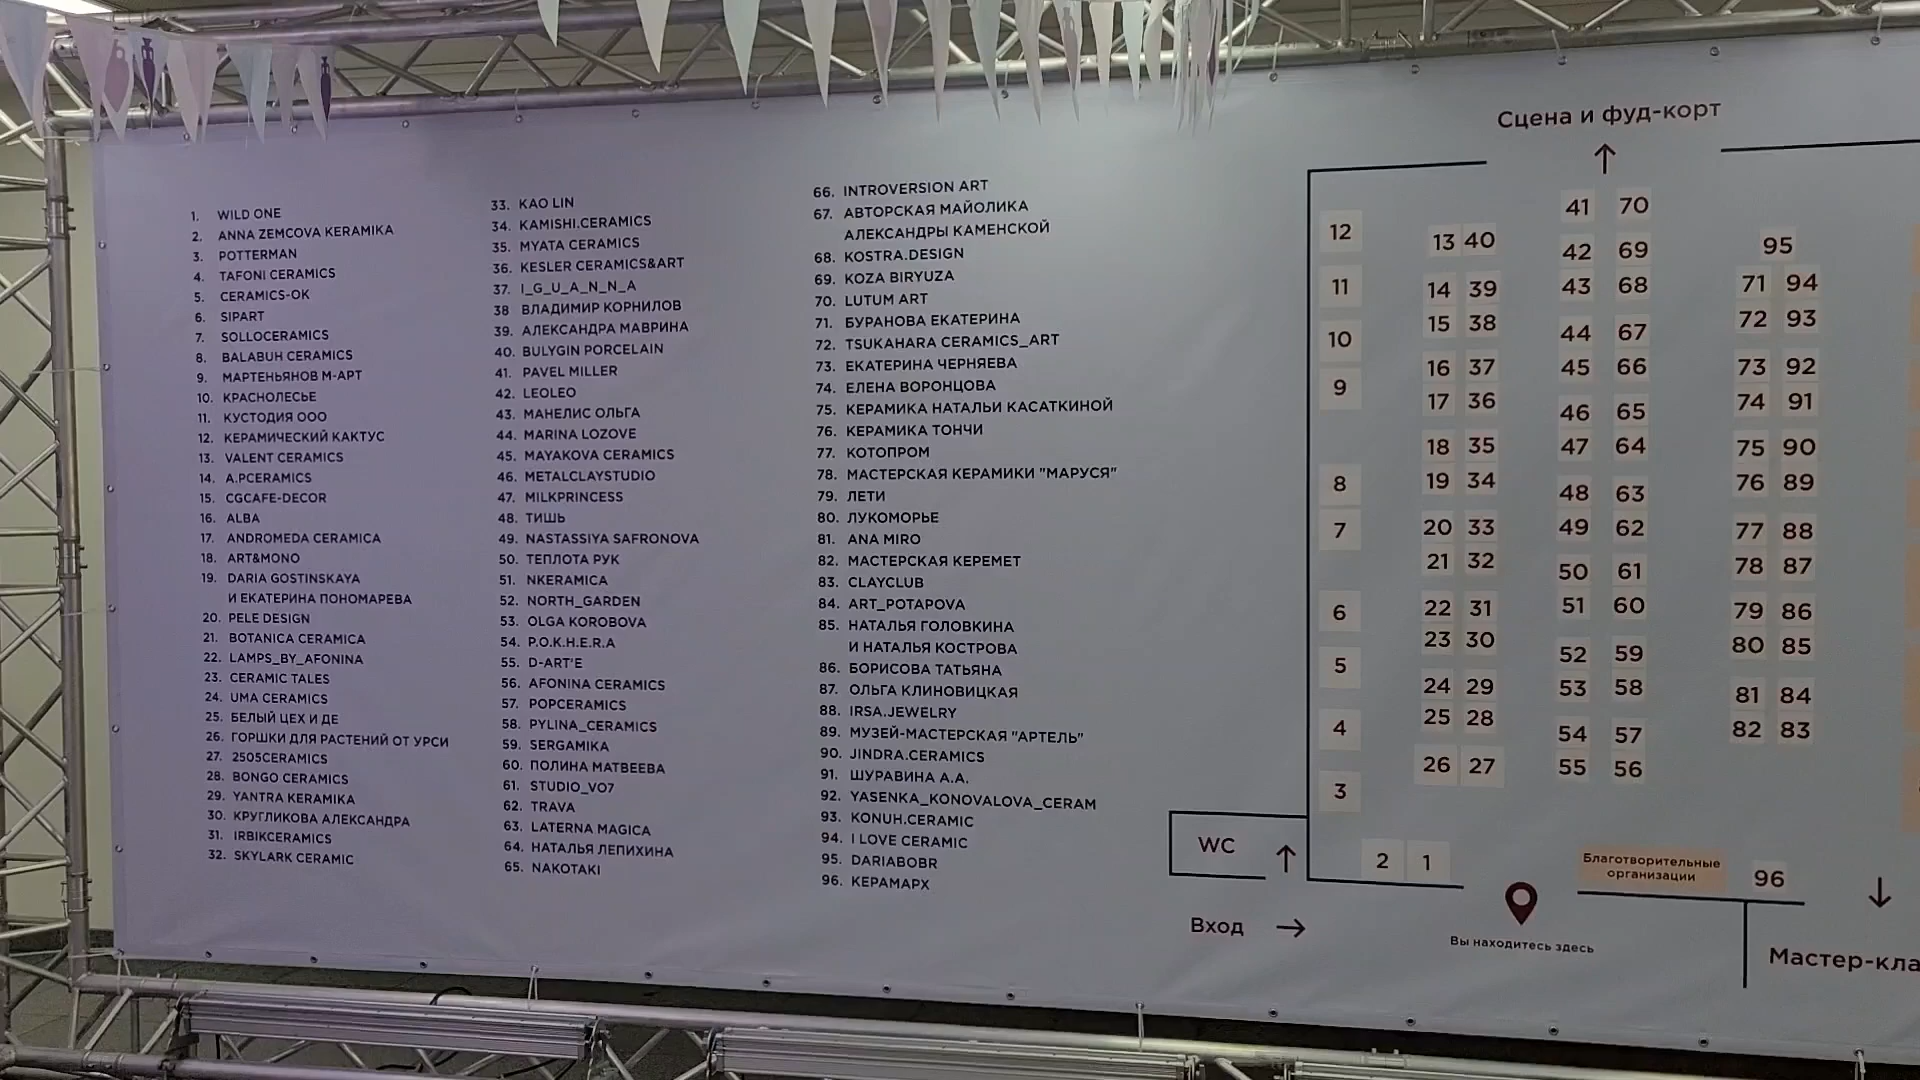 1. WILD ONE
2. ANNA ZEMCOVA KERAMIKA
3. POTTERMAN
4. TAFONI CERAMICS
5. CERAMICS-OK
6. SIPART
7. SOLLOCERAMICS
8. BALABUH CERAMICS
9. МАРТЕНЬЯНОВ М-АРТ
10. КРАСНОЛЕСЬЕ
11. КУСТОДИЯ ООО
12. КЕРАМИЧЕСКИЙ КАКТУС
13. VALENT CERAMICS
14. A.PCERAMICS
15. CGCAFE-DECOR
16. ALBA
17. ANDROMEDA CERAMICA
18. ART&MONO
19. DARIA GOSTINSKAYA
И ЕКАТЕРИНА ПОНОМАРЕВА
20. PELE DESIGN
21. BOTANICA CERAMICA
22. LAMPS_BY_AFONINA
23. CERAMIC TALES
24. UMA CERAMICS
25. БЕЛЫЙ ЦЕХ И ДЕ
26. ГОРШКИ ДЛЯ РАСТЕНИЙ ОТ УРСИ
27. 2505CERAMICS
28. BONGO CERAMICS
29. YANTRA KERAMIKA
30. КРУГЛИКОВА АЛЕКСАНДРА
31. IRBIKCERAMICS
32. SKYLARK CERAMIC
33. KAO LIN
34. KAMISHI.CERAMICS
35. MYATA CERAMICS
36. KESLER CERAMICS&ART
37. I_G_U_A_N_N_A
38 ВЛАДИМИР КОРНИЛОВ
39. АЛЕКСАНДРА МАВРИНА
40. BULYGIN PORCELAIN
41. PAVEL MILLER
42. LEOLEO
43. МАНЕЛИС ОЛЬГА
44. MARINA LOZOVE
45. MAYAKOVA CERAMICS
46. METALCLAYSTUDIO
47. MILKPRINCESS
48. ТИШЬ
49. NASTASSIYA SAFRONOVA
50. ТЕПЛОТА РУК
51. NKERAMICA
52. NORTH_GARDEN
53. OLGA KOROBOVA
54. P.O.K.H.E.R.A
55. D-ART'E
56. AFONINA CERAMICS
57. POPCERAMICS
58. PYLINA_CERAMICS
59. SERGAMIKA
60. ПОЛИНА МАТВЕЕВА
61. STUDIO_VO7
62. TRAVA
63. LATERNA MAGICA
64. НАТАЛЬЯ ЛЕПИХИНА
65. NAKOTAKI
66. INTROVERSION ART
67. АВТОРСКАЯ МАЙОЛИКА
АЛЕКСАНДРЫ КАМЕНСКОЙ
68. KOSTRA.DESIGN
69. KOZA BIRYUZA
70. LUTUM ART
71. БУРАНОВА ЕКАТЕРИНА
72. TSUKAHARA CERAMICS_ART
73. ЕКАТЕРИНА ЧЕРНЯЕВА
74. ЕЛЕНА ВОРОНЦОВА
75. КЕРАМИКА НАТАЛЬИ КАСАТКИНОЙ
76. КЕРАМИКА ТОНЧИ
77. КОТОПРОМ
78. МАСТЕРСКАЯ КЕРАМИКИ "МАРУСЯ"
79. ЛЕТИ
80. ЛУКОМОРЬЕ
81. ANA MIRO
82. МАСТЕРСКАЯ КЕРЕМЕТ
83. CLAYCLUB
84. ART_POTAPOVA
85. НАТАЛЬЯ ГОЛОВКИНА
И НАТАЛЬЯ КОСТРОВА
86. БОРИСОВА ТАТЬЯНА
87. ОЛЬГА КЛИНОВИЦКАЯ
88. IRSA.JEWELRY
89. МУЗЕЙ-МАСТЕРСКАЯ "АРТЕЛЬ"
90. JINDRA.CERAMICS
91. ШУРАВИНА А.А.
92. YASENKA_KONOVALOVA_CERAM
93. KONUH.CERAMIC
94. I LOVE CERAMIC
95. DARIABOBR
96. КЕРАМАРХ
Сцена и фуд-корт
12
11
10
9
8
7
6
5
4
3
2 1
13 40
14 39
15 38
16 37
17 36
18 35
19 34
20 33
21 32
22 31
23 30
24 29
25 28
26 27
41 70
42 69
43 68
44 67
45 66
46 65
47 64
48 63
49 62
50 61
51 60
52 59
53 58
54 57
55 56
95
71 94
72 93
73 92
74 91
75 90
76 89
77 88
78 87
79 86
80 85
81 84
82 83
WC
Вход
Вы находитесь здесь
Благотворительные
организации
96
Мастер-кла